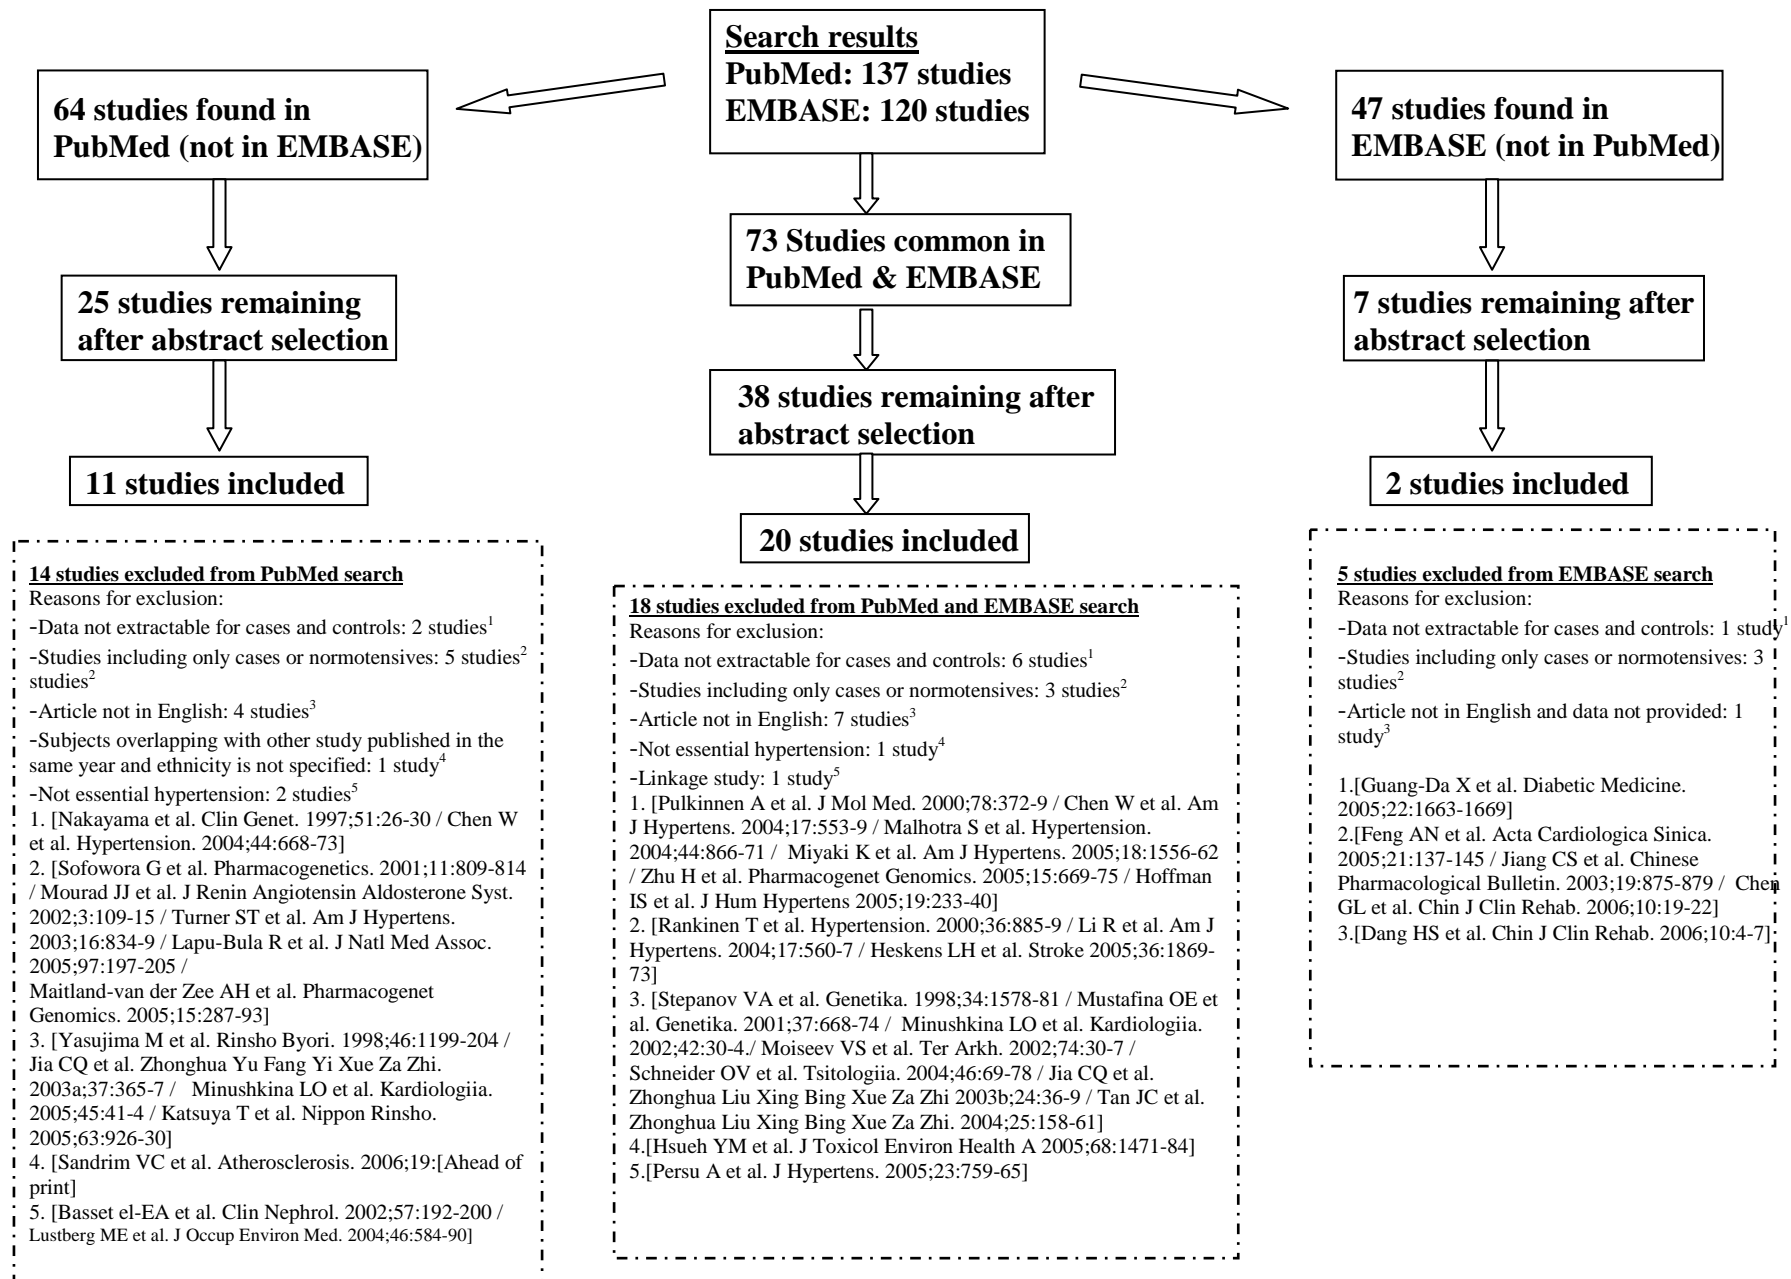 Search results
PubMed: 137 studies
EMBASE: 120 studies
64 studies found in
PubMed (not in EMBASE)
47 studies found in
EMBASE (not in PubMed)
73 Studies common in
PubMed & EMBASE
25 studies remaining
after abstract selection
7 studies remaining after
abstract selection
38 studies remaining after
abstract selection
11 studies included
2 studies included
20 studies included
14 studies excluded from PubMed search
Reasons for exclusion:
-Data not extractable for cases and controls: 2 studies¹
-Studies including only cases or normotensives: 5 studies²
studies²
-Article not in English: 4 studies³
-Subjects overlapping with other study published in the
same year and ethnicity is not specified: 1 study⁴
-Not essential hypertension: 2 studies⁵
1. [Nakayama et al. Clin Genet. 1997;51:26-30 / Chen W
et al. Hypertension. 2004;44:668-73]
2. [Sofowora G et al. Pharmacogenetics. 2001;11:809-814
/ Mourad JJ et al. J Renin Angiotensin Aldosterone Syst.
2002;3:109-15 / Turner ST et al. Am J Hypertens.
2003;16:834-9 / Lapu-Bula R et al. J Natl Med Assoc.
2005;97:197-205 /
Maitland-van der Zee AH et al. Pharmacogenet
Genomics. 2005;15:287-93]
3. [Yasujima M et al. Rinsho Byori. 1998;46:1199-204 /
Jia CQ et al. Zhonghua Yu Fang Yi Xue Za Zhi.
2003a;37:365-7 / Minushkina LO et al. Kardiologiia.
2005;45:41-4 / Katsuya T et al. Nippon Rinsho.
2005;63:926-30]
4. [Sandrim VC et al. Atherosclerosis. 2006;19:[Ahead of
print]
5. [Basset el-EA et al. Clin Nephrol. 2002;57:192-200 /
Lustberg ME et al. J Occup Environ Med. 2004;46:584-90]
18 studies excluded from PubMed and EMBASE search
Reasons for exclusion:
-Data not extractable for cases and controls: 6 studies¹
-Studies including only cases or normotensives: 3 studies²
-Article not in English: 7 studies³
-Not essential hypertension: 1 study⁴
-Linkage study: 1 study⁵
1. [Pulkinnen A et al. J Mol Med. 2000;78:372-9 / Chen W et al. Am
J Hypertens. 2004;17:553-9 / Malhotra S et al. Hypertension.
2004;44:866-71 / Miyaki K et al. Am J Hypertens. 2005;18:1556-62
/ Zhu H et al. Pharmacogenet Genomics. 2005;15:669-75 / Hoffman
IS et al. J Hum Hypertens 2005;19:233-40]
2. [Rankinen T et al. Hypertension. 2000;36:885-9 / Li R et al. Am J
Hypertens. 2004;17:560-7 / Heskens LH et al. Stroke 2005;36:1869-
73]
3. [Stepanov VA et al. Genetika. 1998;34:1578-81 / Mustafina OE et
al. Genetika. 2001;37:668-74 / Minushkina LO et al. Kardiologiia.
2002;42:30-4./ Moiseev VS et al. Ter Arkh. 2002;74:30-7 /
Schneider OV et al. Tsitologiia. 2004;46:69-78 / Jia CQ et al.
Zhonghua Liu Xing Bing Xue Za Zhi 2003b;24:36-9 / Tan JC et al.
Zhonghua Liu Xing Bing Xue Za Zhi. 2004;25:158-61]
4.[Hsueh YM et al. J Toxicol Environ Health A 2005;68:1471-84]
5.[Persu A et al. J Hypertens. 2005;23:759-65]
5 studies excluded from EMBASE search
Reasons for exclusion:
-Data not extractable for cases and controls: 1 study¹
-Studies including only cases or normotensives: 3
studies²
-Article not in English and data not provided: 1
study³
1.[Guang-Da X et al. Diabetic Medicine.
2005;22:1663-1669]
2.[Feng AN et al. Acta Cardiologica Sinica.
2005;21:137-145 / Jiang CS et al. Chinese
Pharmacological Bulletin. 2003;19:875-879 / Chen
GL et al. Chin J Clin Rehab. 2006;10:19-22]
3.[Dang HS et al. Chin J Clin Rehab. 2006;10:4-7]